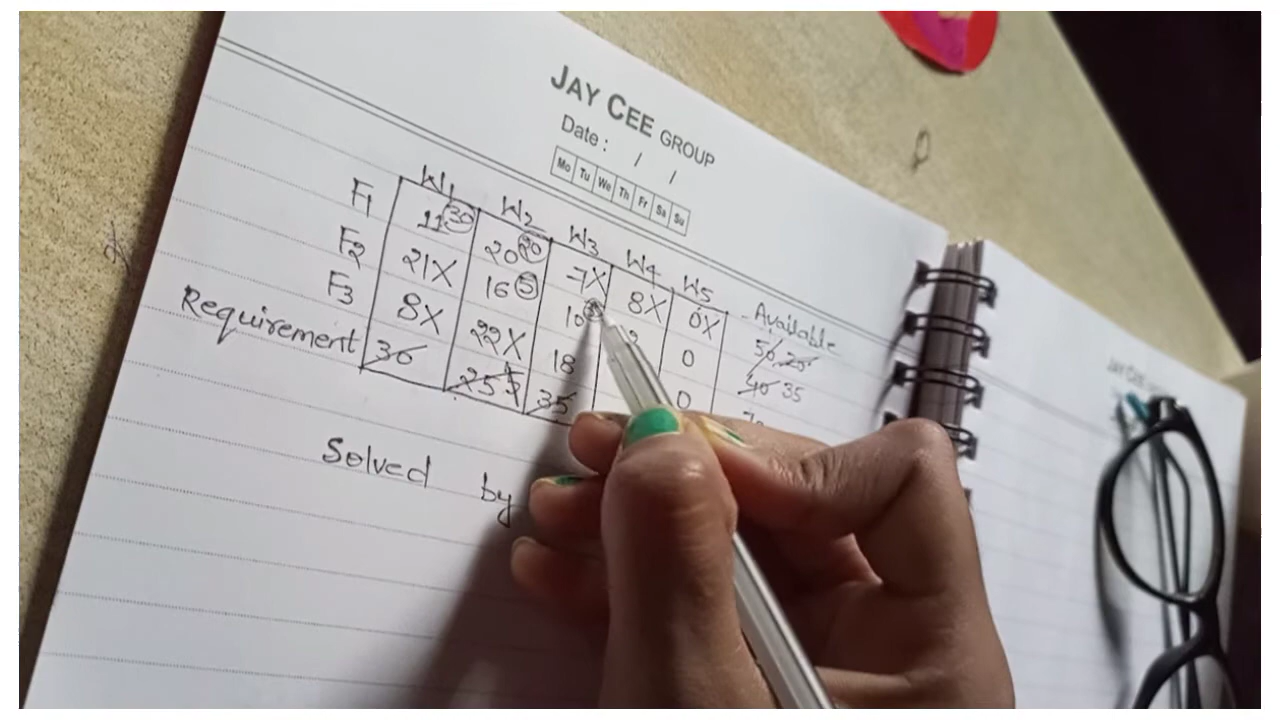 JAY CEE GROUP
Date: / /
Mo Tu We Th Fr Sa Su
W1 W2 W3 W4 W5 Available
F1 11 30 20 20 7X 8X 0X 50 20
F2 21X 16 5 10 0 40 35
F3 8X 22X 18 0
Requirement 30 25 5 35
Solved by
JAY CEE